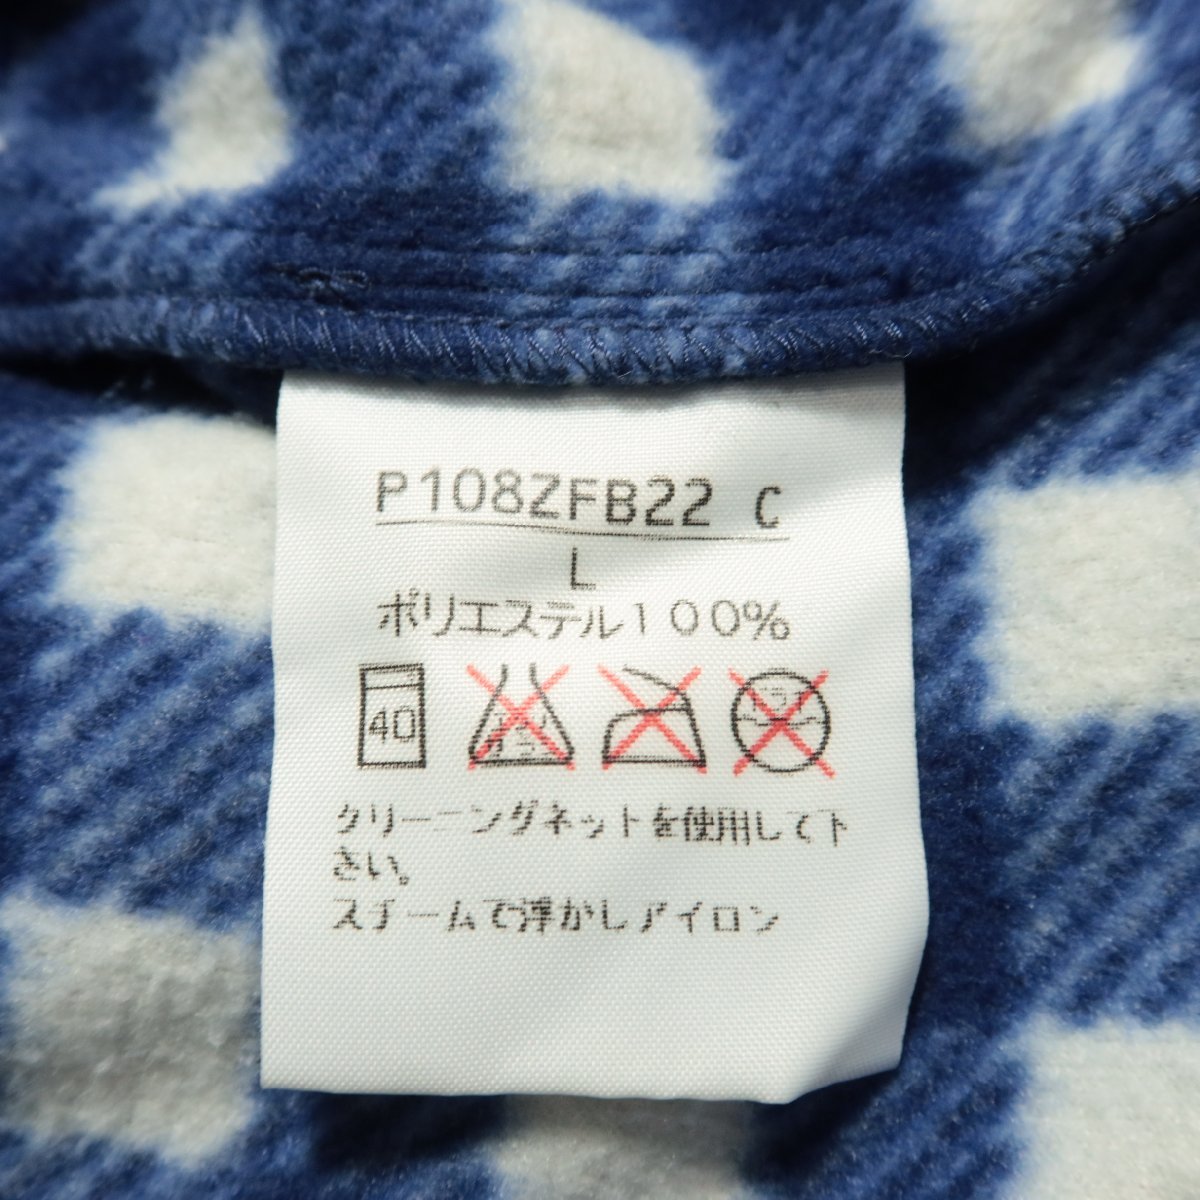 P108ZFB22 C
L
ポリエステル100%
40
クリーニングネットを使用して下
さい。
スチームで浮かしアイロン